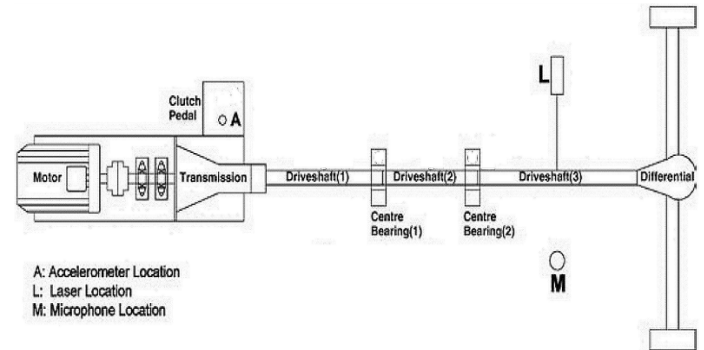 L
Clutch
Pedal
A
Motor
Transmission
Driveshaft(1)
Driveshaft(2)
Driveshaft(3)
Differential
Centre
Bearing(1)
Centre
Bearing(2)
M
A: Accelerometer Location
L: Laser Location
M: Microphone Location